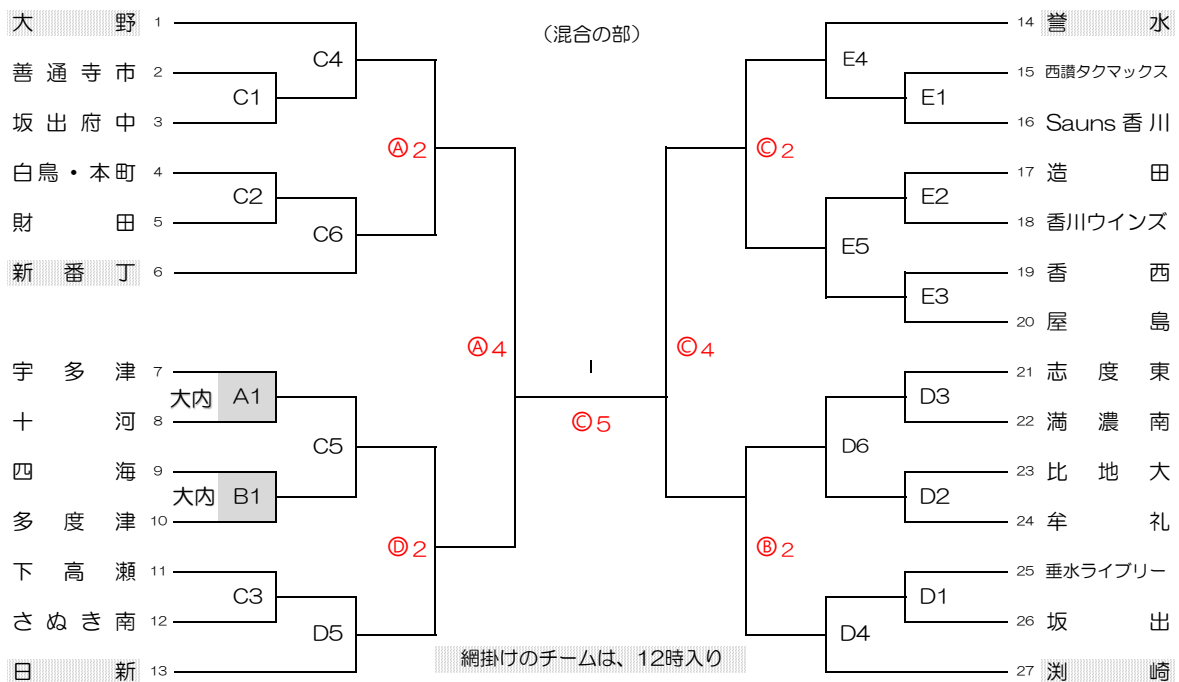 （混合の部）
大野 1
善通寺市 2
坂出府中 3
白鳥・本町 4
財田 5
新番丁 6
宇多津 7
十河 8
四海 9
多度津 10
下高瀬 11
さぬき南 12
日新 13
C4
C1
C2
C6
Ⓐ2
大内 A1
C5
大内 B1
C3
D5
Ⓓ2
Ⓐ4
Ⓒ5
Ⓒ4
14 誉水
15 西讃タクマックス
16 Sauns香川
17 造田
18 香川ウインズ
19 香西
20 屋島
21 志度東
22 満濃南
23 比地大
24 牟礼
25 垂水ライブリー
26 坂出
27 渕崎
E4
E1
Ⓒ2
E2
E5
E3
D3
D6
D2
Ⓑ2
D1
D4
網掛けのチームは、12時入り